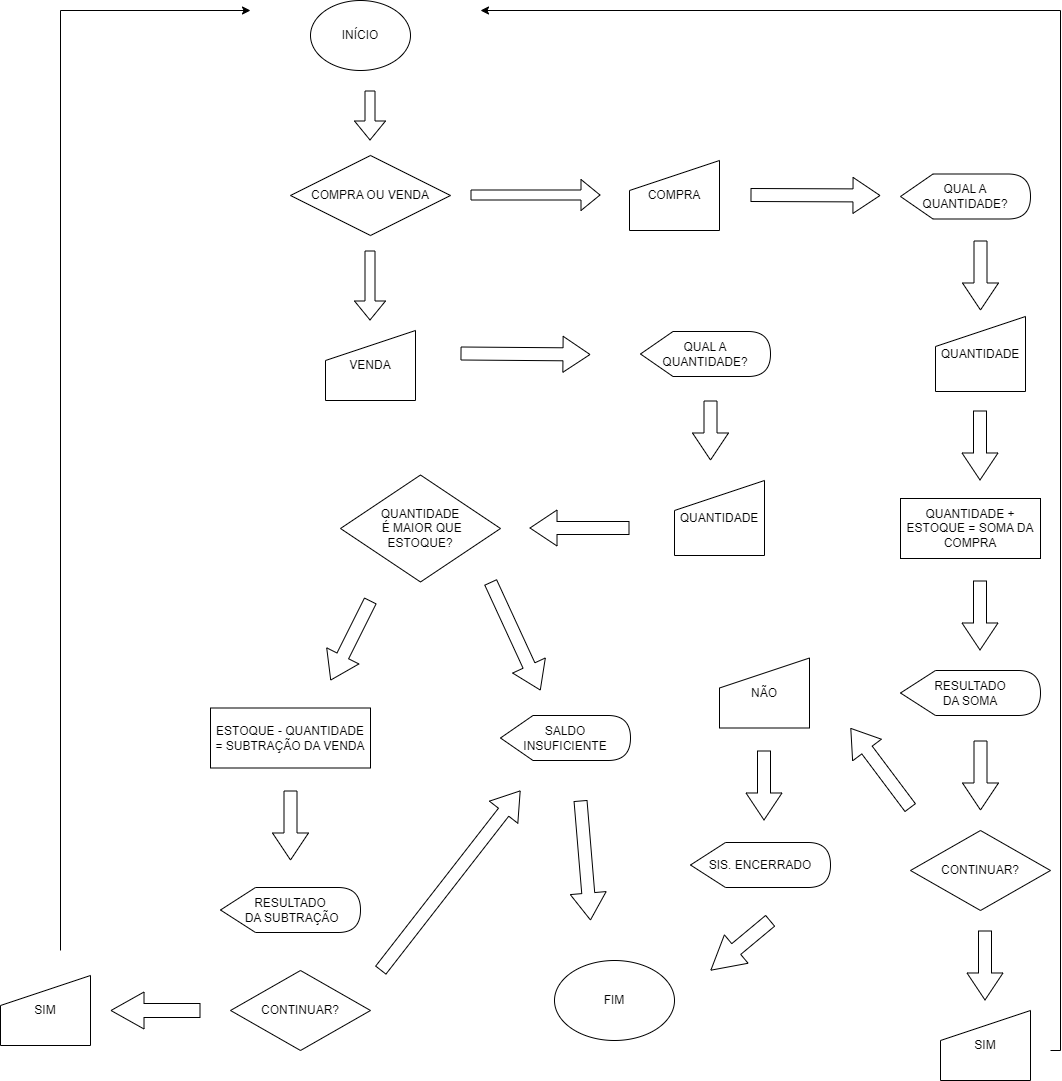 INÍCIO
COMPRA OU VENDA
COMPRA
QUAL A
QUANTIDADE?
VENDA
QUAL A
QUANTIDADE?
QUANTIDADE
QUANTIDADE
É MAIOR QUE
ESTOQUE?
QUANTIDADE
QUANTIDADE +
ESTOQUE = SOMA DA
COMPRA
NÃO
RESULTADO
DA SOMA
ESTOQUE - QUANTIDADE
= SUBTRAÇÃO DA VENDA
SALDO
INSUFICIENTE
SIS. ENCERRADO
CONTINUAR?
RESULTADO
DA SUBTRAÇÃO
SIM
CONTINUAR?
FIM
SIM